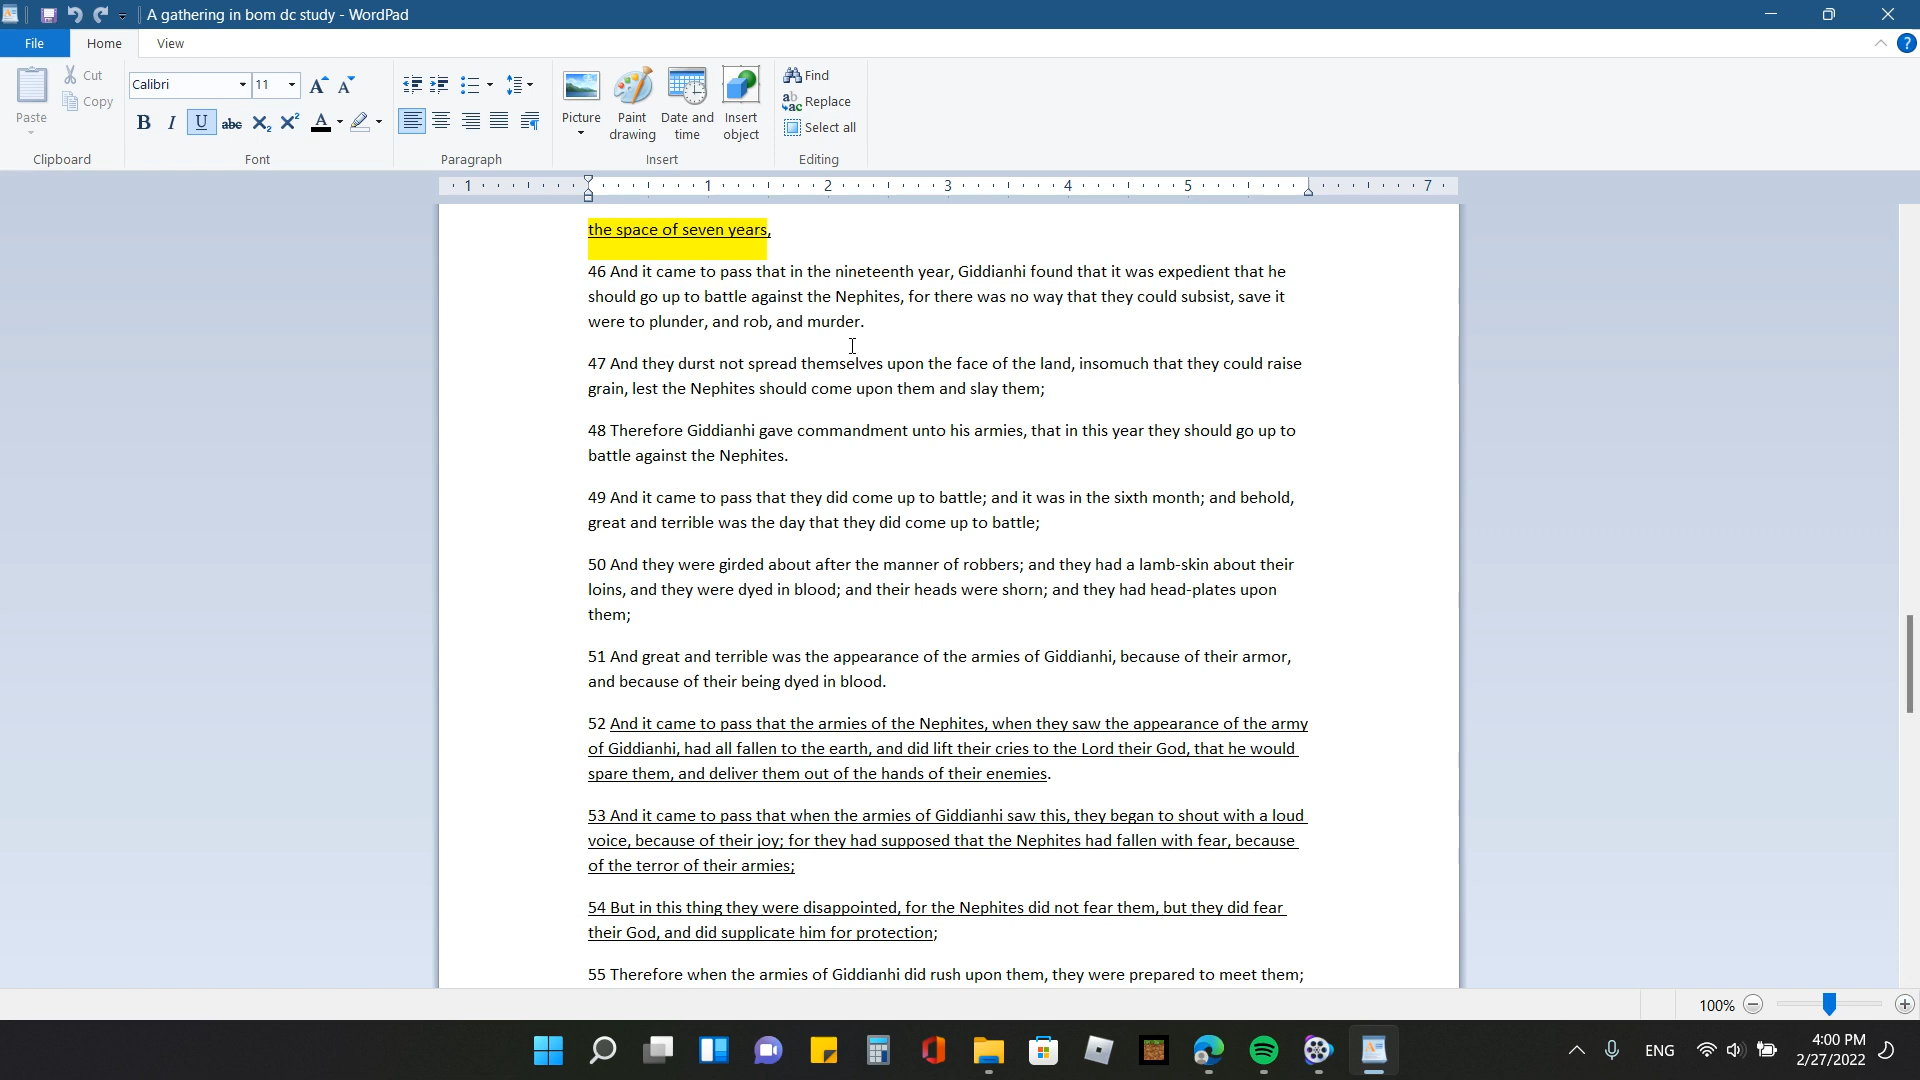 A gathering in bom dc study - WordPad
File Home View
Paste
Cut
Copy
Clipboard
Calibri 11
B I U abc X₂ X² A
Font
Paragraph
Picture
Paint drawing
Date and time
Insert object
Insert
Find
Replace
Select all
Editing
1 1 2 3 4 5 7
the space of seven years,
46 And it came to pass that in the nineteenth year, Giddianhi found that it was expedient that he
should go up to battle against the Nephites, for there was no way that they could subsist, save it
were to plunder, and rob, and murder.
47 And they durst not spread themselves upon the face of the land, insomuch that they could raise
grain, lest the Nephites should come upon them and slay them;
48 Therefore Giddianhi gave commandment unto his armies, that in this year they should go up to
battle against the Nephites.
49 And it came to pass that they did come up to battle; and it was in the sixth month; and behold,
great and terrible was the day that they did come up to battle;
50 And they were girded about after the manner of robbers; and they had a lamb-skin about their
loins, and they were dyed in blood; and their heads were shorn; and they had head-plates upon
them;
51 And great and terrible was the appearance of the armies of Giddianhi, because of their armor,
and because of their being dyed in blood.
52 And it came to pass that the armies of the Nephites, when they saw the appearance of the army
of Giddianhi, had all fallen to the earth, and did lift their cries to the Lord their God, that he would
spare them, and deliver them out of the hands of their enemies.
53 And it came to pass that when the armies of Giddianhi saw this, they began to shout with a loud
voice, because of their joy; for they had supposed that the Nephites had fallen with fear, because
of the terror of their armies;
54 But in this thing they were disappointed, for the Nephites did not fear them, but they did fear
their God, and did supplicate him for protection;
55 Therefore when the armies of Giddianhi did rush upon them, they were prepared to meet them;
100%
ENG
4:00 PM
2/27/2022